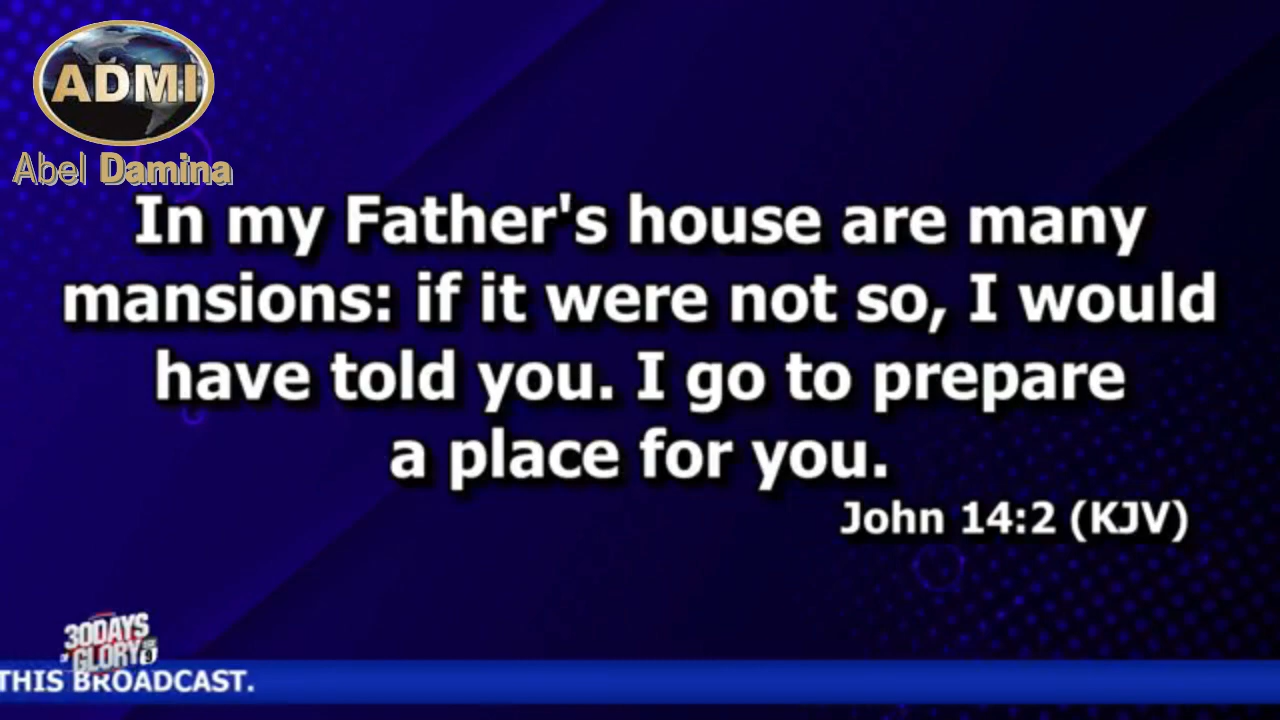 ADMI
Abel Damina
In my Father's house are many
mansions: if it were not so, I would
have told you. I go to prepare
a place for you.
John 14:2 (KJV)
30DAYS
GLORY
THIS BROADCAST.